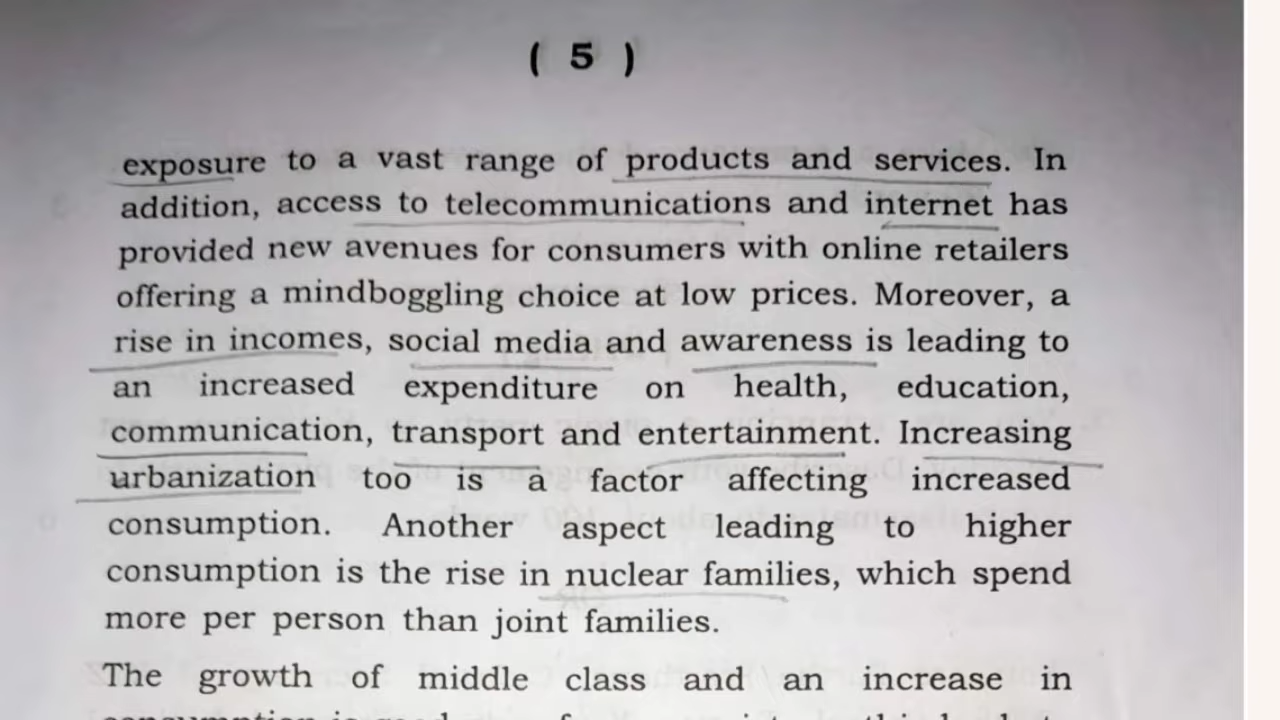 ( 5 )
exposure to a vast range of products and services. In
addition, access to telecommunications and internet has
provided new avenues for consumers with online retailers
offering a mindboggling choice at low prices. Moreover, a
rise in incomes, social media and awareness is leading to
an increased expenditure on health, education,
communication, transport and entertainment. Increasing
urbanization too is a factor affecting increased
consumption. Another aspect leading to higher
consumption is the rise in nuclear families, which spend
more per person than joint families.
The growth of middle class and an increase in